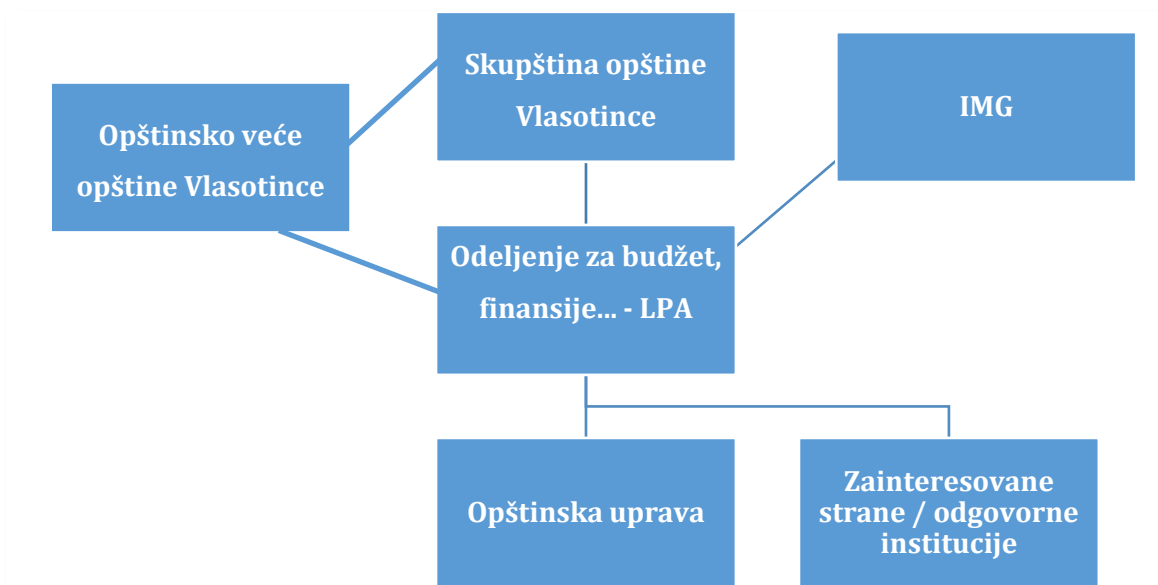 Skupština opštine
Vlasotince
IMG
Opštinsko veće
opštine Vlasotince
Odeljenje za budžet,
finansije... - LPA
Opštinska uprava
Zainteresovane
strane / odgovorne
institucije